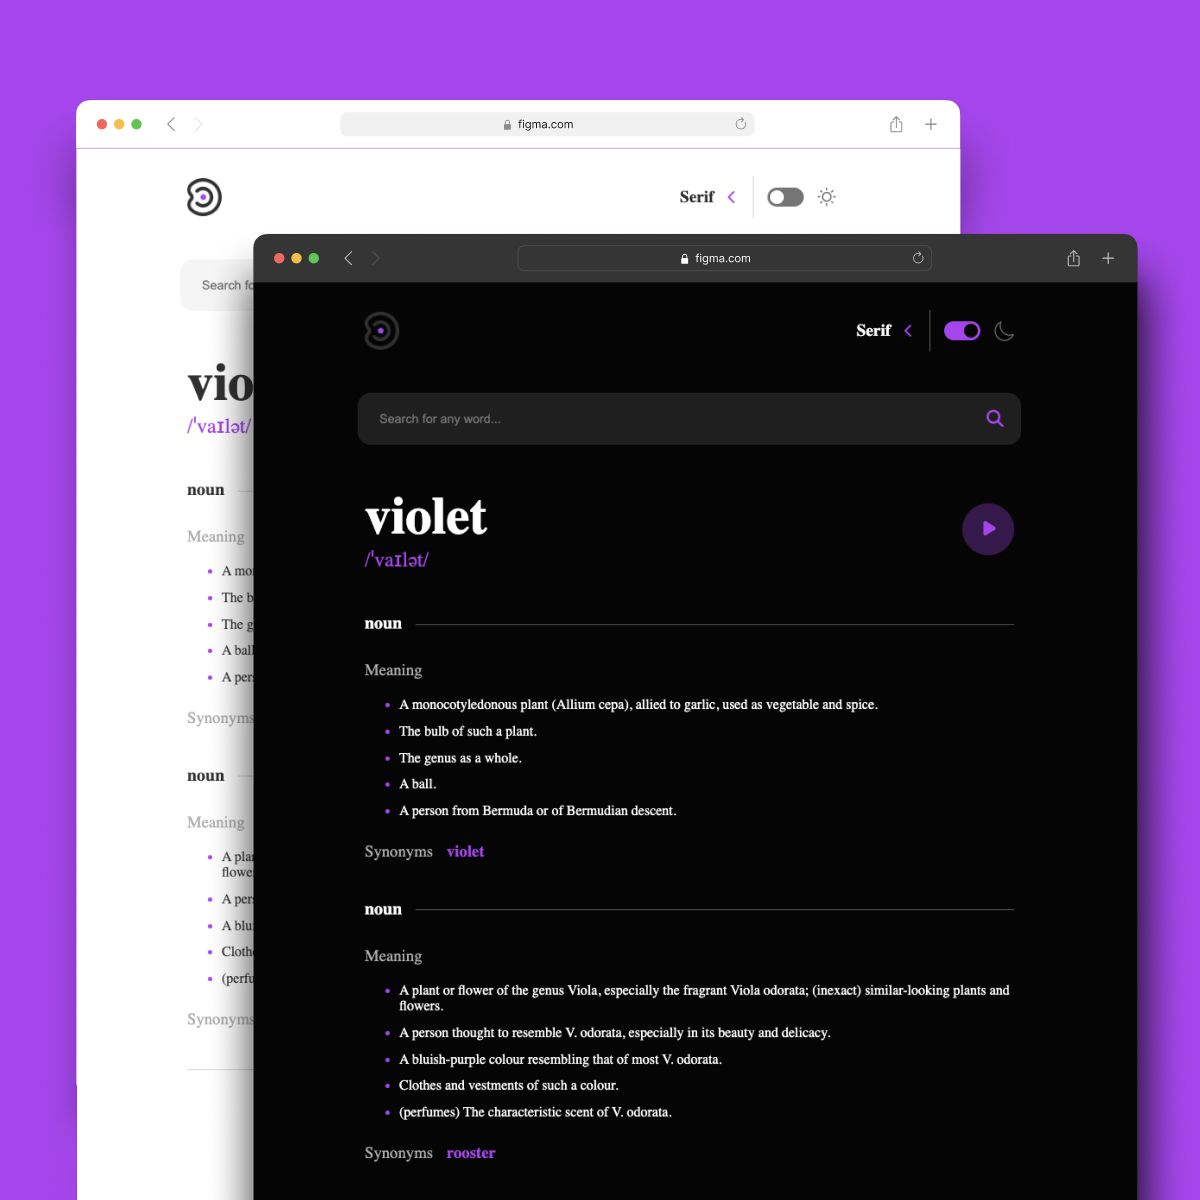 figma.com
Serif
Search fo
vio
/ˈvaɪlət/
noun
Meaning
A mo
The b
The g
A ball
A per
Synonyms
noun
Meaning
A pla
flowe
A per
A blui
Cloth
(perfu
Synonyms
figma.com
Serif
Search for any word...
violet
/ˈvaɪlət/
noun
Meaning
A monocotyledonous plant (Allium cepa), allied to garlic, used as vegetable and spice.
The bulb of such a plant.
The genus as a whole.
A ball.
A person from Bermuda or of Bermudian descent.
Synonyms violet
noun
Meaning
A plant or flower of the genus Viola, especially the fragrant Viola odorata; (inexact) similar-looking plants and
flowers.
A person thought to resemble V. odorata, especially in its beauty and delicacy.
A bluish-purple colour resembling that of most V. odorata.
Clothes and vestments of such a colour.
(perfumes) The characteristic scent of V. odorata.
Synonyms rooster